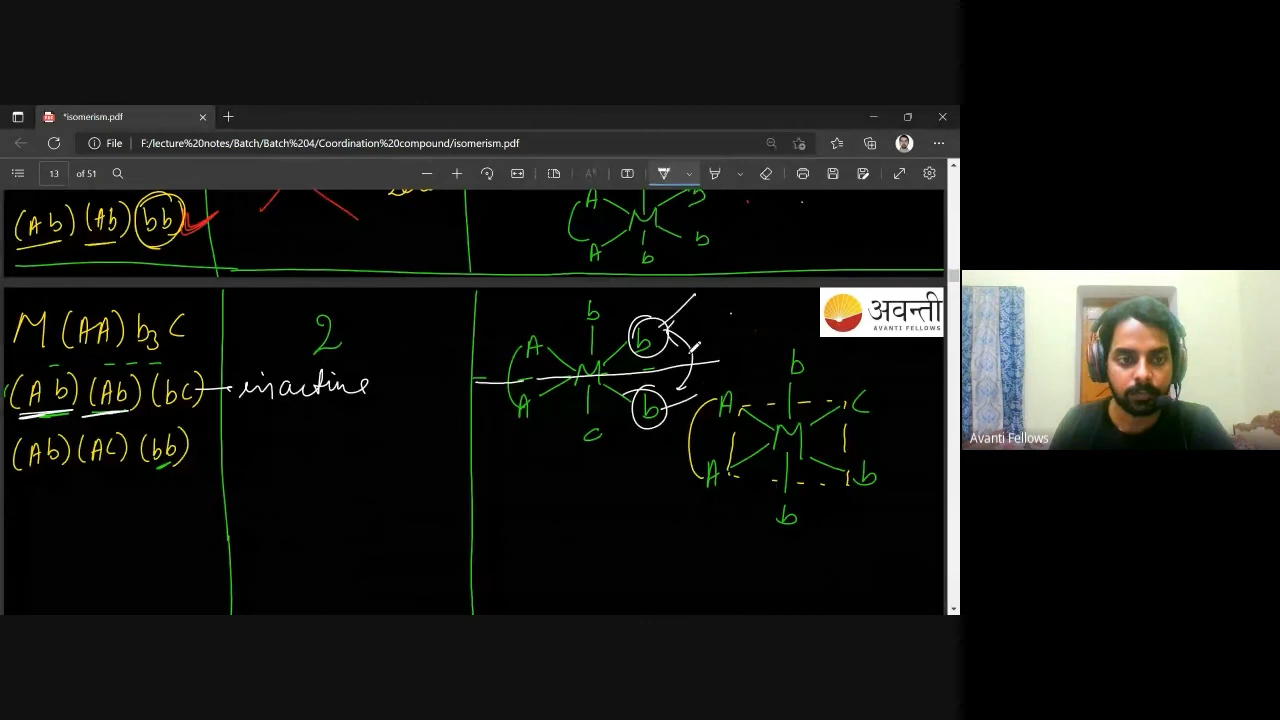 *isomerism.pdf
File F:/lecture%20notes/Batch/Batch%204/Coordination%20compound/isomerism.pdf
13 of 51
(Ab) (Ab) (bb)
A M b
A b b
अवन्ती
AVANTI FELLOWS
M (AA) b3 C
2
(Ab) (Ab) (bC) — inactive
(Ab) (AC) (bb)
b
A M b
A b
C
b
A C
M
A b
b
Avanti Fellows